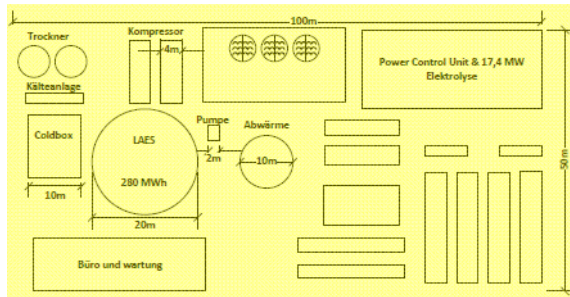 100m
Trockner
Kompressor
4m
Power Control Unit & 17,4 MW
Elektrolyse
Kälteanlage
Coldbox
LAES
280 MWh
Pumpe
2m
Abwärme
10m
50m
10m
20m
Büro und wartung